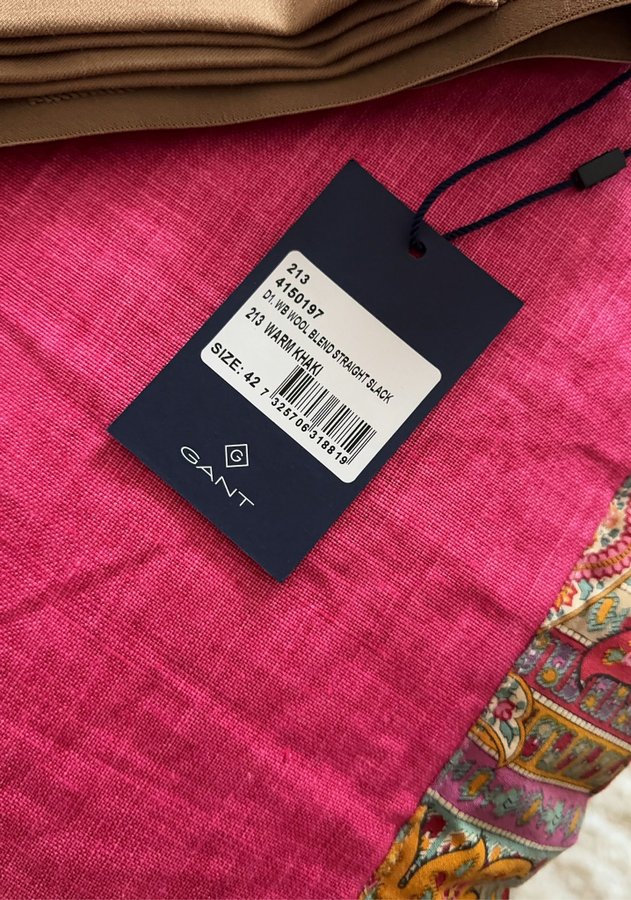 213
4150197
D1. WB WOOL BLEND STRAIGHT SLACK
213 WARM KHAKI
SIZE: 42
7 325706 318819
G
GANT